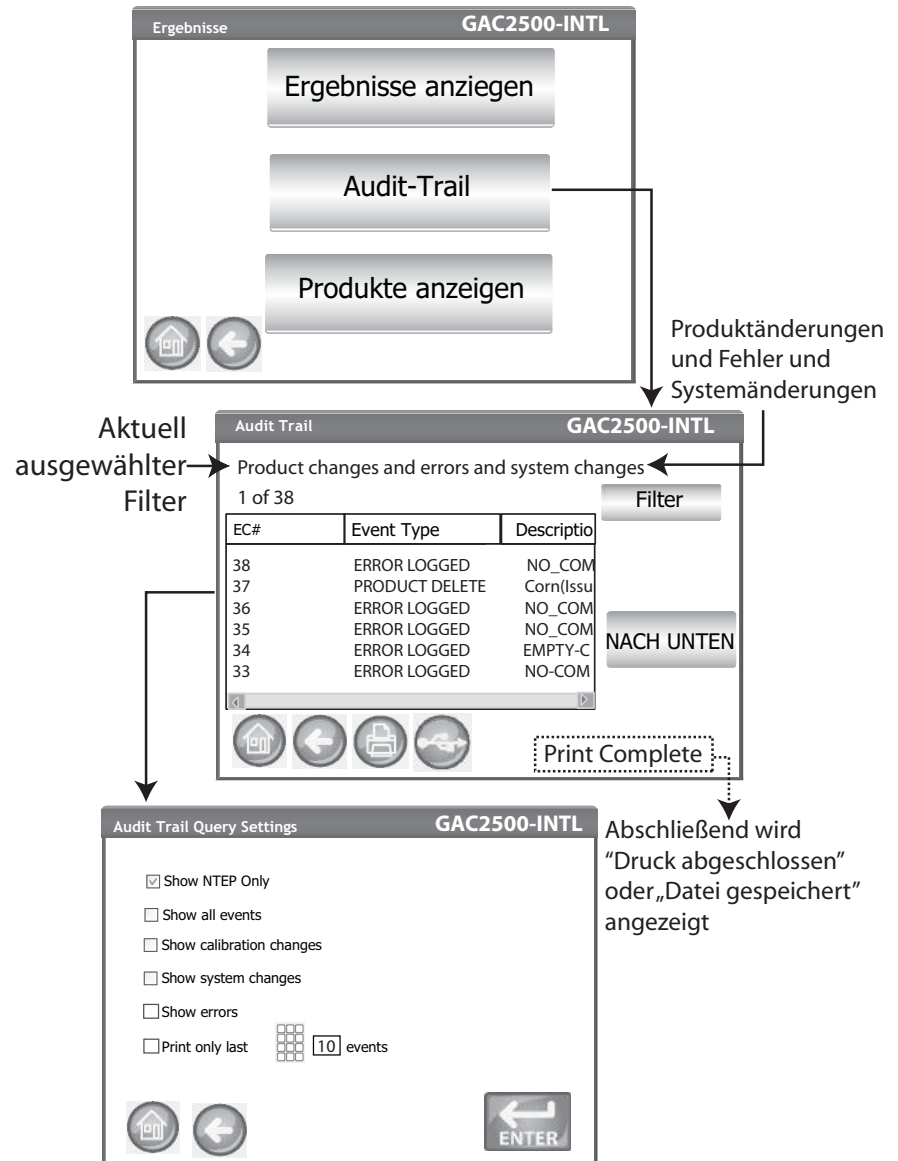 Ergebnisse GAC2500-INTL
Ergebnisse anziegen
Audit-Trail
Produkte anzeigen
Produktänderungen
und Fehler und
Systemänderungen
Aktuell
ausgewählter
Filter
Audit Trail GAC2500-INTL
Product changes and errors and system changes
1 of 38
Filter
EC# Event Type Descriptio
38 ERROR LOGGED NO_COM
37 PRODUCT DELETE Corn(Issu
36 ERROR LOGGED NO_COM
35 ERROR LOGGED NO_COM
34 ERROR LOGGED EMPTY-C
33 ERROR LOGGED NO-COM
NACH UNTEN
Print Complete
Abschließend wird
“Druck abgeschlossen”
oder „Datei gespeichert”
angezeigt
Audit Trail Query Settings GAC2500-INTL
Show NTEP Only
Show all events
Show calibration changes
Show system changes
Show errors
Print only last 10 events
ENTER